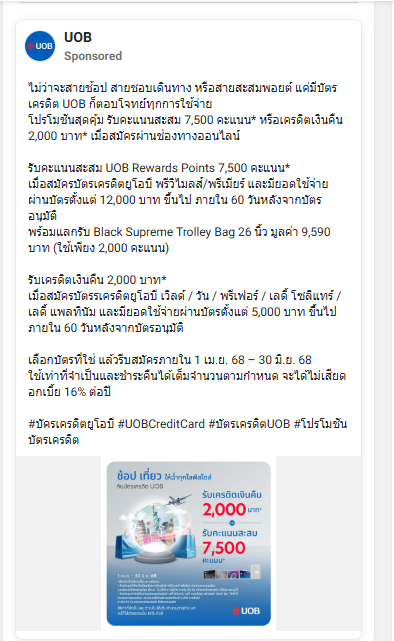 UOB
UOB
Sponsored
ไม่ว่าจะสายช้อป สายชอบเดินทาง หรือสายสะสมพอยต์ แค่มีบัตร
เครดิต UOB ก็ตอบโจทย์ทุกการใช้จ่าย
โปรโมชันสุดคุ้ม รับคะแนนสะสม 7,500 คะแนน* หรือเครดิตเงินคืน
2,000 บาท* เมื่อสมัครผ่านช่องทางออนไลน์
รับคะแนนสะสม UOB Rewards Points 7,500 คะแนน*
เมื่อสมัครบัตรเครดิตยูโอบี พรีวิไมลส์/พรีเมียร์ และมียอดใช้จ่าย
ผ่านบัตรตั้งแต่ 12,000 บาท ขึ้นไป ภายใน 60 วันหลังจากบัตร
อนุมัติ
พร้อมแลกรับ Black Supreme Trolley Bag 26 นิ้ว มูลค่า 9,590
บาท (ใช้เพียง 2,000 คะแนน)
รับเครดิตเงินคืน 2,000 บาท*
เมื่อสมัครบัตรรเครดิตยูโอบี เวิลด์ / วัน / พรีเฟอร์ / เลดี้ โซลิแทร์ /
เลดี้ แพลทินัม และมียอดใช้จ่ายผ่านบัตรตั้งแต่ 5,000 บาท ขึ้นไป
ภายใน 60 วันหลังจากบัตรอนุมัติ
เลือกบัตรที่ใช่ แล้วรีบสมัครภายใน 1 เม.ย. 68 – 30 มิ.ย. 68
ใช้เท่าที่จำเป็นและชำระคืนได้เต็มจำนวนตามกำหนด จะได้ไม่เสียด
อกเบี้ย 16% ต่อปี
#บัครเครดิตยูโอบี #UOBCreditCard #บัตรเครดิตUOB #โปรโมชัน
บัตรเครดิต
ช้อป เที่ยว ให้ฉ่ำทุกไลฟ์สไตล์
กับบัตรเครดิต UOB
รับเครดิตเงินคืน
2,000 บาท*
หรือ
รับคะแนนสะสม
7,500
คะแนน*
1 เม.ย. - 30 มิ.ย. 68
UOB